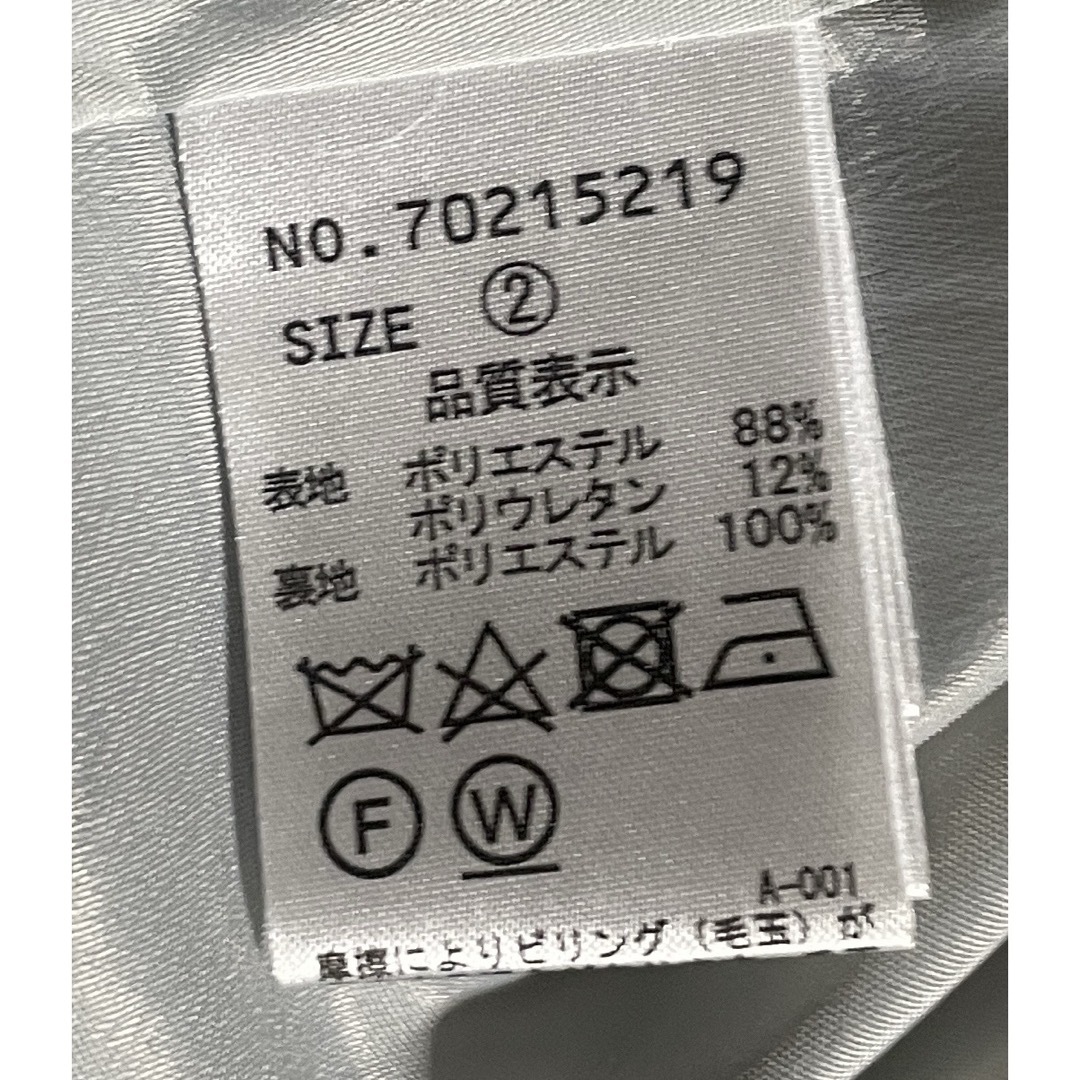 NO.70215219
SIZE ②
品質表示
表地 ポリエステル 88%
ポリウレタン 12%
裏地 ポリエステル 100%
F W
A-001
摩擦によりピリング(毛玉)が